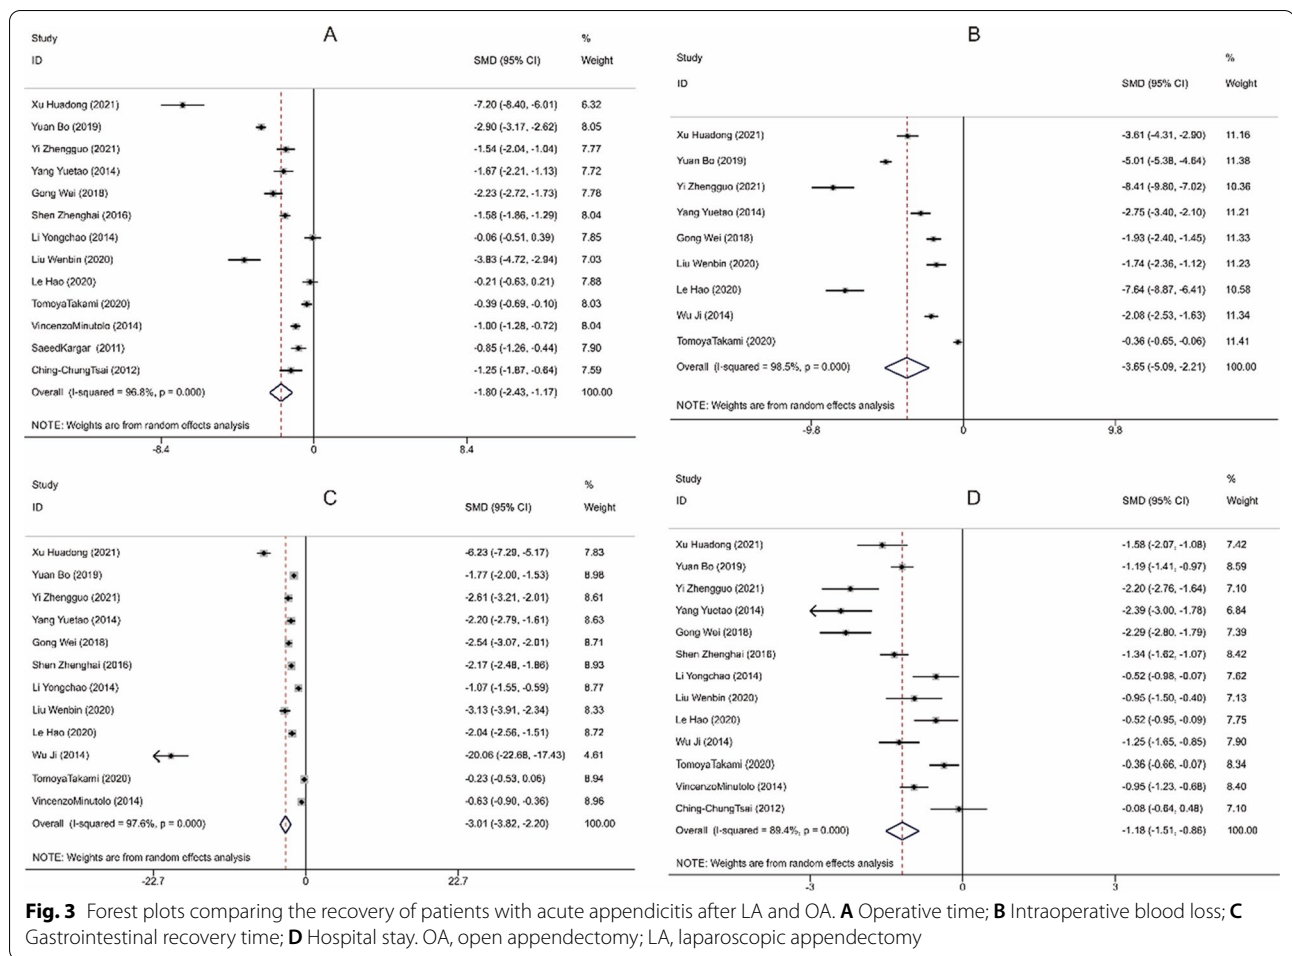 A
Study %
ID SMD (95% CI) Weight
Xu Huadong (2021) -7.20 (-8.40, -6.01) 6.32
Yuan Bo (2019) -2.90 (-3.17, -2.62) 8.05
Yi Zhengguo (2021) -1.54 (-2.04, -1.04) 7.77
Yang Yuetao (2014) -1.67 (-2.21, -1.13) 7.72
Gong Wei (2018) -2.23 (-2.72, -1.73) 7.78
Shen Zhenghai (2016) -1.58 (-1.86, -1.29) 8.04
Li Yongchao (2014) -0.06 (-0.51, 0.39) 7.85
Liu Wenbin (2020) -3.83 (-4.72, -2.94) 7.03
Le Hao (2020) -0.21 (-0.63, 0.21) 7.88
TomoyaTakami (2020) -0.39 (-0.69, -0.10) 8.03
VincenzoMinutolo (2014) -1.00 (-1.28, -0.72) 8.04
SaeedKargar (2011) -0.85 (-1.26, -0.44) 7.90
Ching-ChungTsai (2012) -1.25 (-1.87, -0.64) 7.59
Overall (I-squared = 96.8%, p = 0.000) -1.80 (-2.43, -1.17) 100.00
NOTE: Weights are from random effects analysis
-8.4 0 8.4
B
Study %
ID SMD (95% CI) Weight
Xu Huadong (2021) -3.61 (-4.31, -2.90) 11.16
Yuan Bo (2019) -5.01 (-5.38, -4.64) 11.38
Yi Zhengguo (2021) -8.41 (-9.80, -7.02) 10.36
Yang Yuetao (2014) -2.75 (-3.40, -2.10) 11.21
Gong Wei (2018) -1.93 (-2.40, -1.45) 11.33
Liu Wenbin (2020) -1.74 (-2.36, -1.12) 11.23
Le Hao (2020) -7.64 (-8.87, -6.41) 10.58
Wu Ji (2014) -2.08 (-2.53, -1.63) 11.34
TomoyaTakami (2020) -0.36 (-0.65, -0.06) 11.41
Overall (I-squared = 98.5%, p = 0.000) -3.65 (-5.09, -2.21) 100.00
NOTE: Weights are from random effects analysis
-9.8 0 9.8
C
Study %
ID SMD (95% CI) Weight
Xu Huadong (2021) -6.23 (-7.29, -5.17) 7.83
Yuan Bo (2019) -1.77 (-2.00, -1.53) 8.98
Yi Zhengguo (2021) -2.61 (-3.21, -2.01) 8.61
Yang Yuetao (2014) -2.20 (-2.79, -1.61) 8.63
Gong Wei (2018) -2.54 (-3.07, -2.01) 8.71
Shen Zhenghai (2016) -2.17 (-2.48, -1.86) 8.93
Li Yongchao (2014) -1.07 (-1.55, -0.59) 8.77
Liu Wenbin (2020) -3.13 (-3.91, -2.34) 8.33
Le Hao (2020) -2.04 (-2.56, -1.51) 8.72
Wu Ji (2014) -20.06 (-22.68, -17.43) 4.61
TomoyaTakami (2020) -0.23 (-0.53, 0.06) 8.94
VincenzoMinutolo (2014) -0.63 (-0.90, -0.36) 8.96
Overall (I-squared = 97.6%, p = 0.000) -3.01 (-3.82, -2.20) 100.00
NOTE: Weights are from random effects analysis
-22.7 0 22.7
D
Study %
ID SMD (95% CI) Weight
Xu Huadong (2021) -1.58 (-2.07, -1.08) 7.42
Yuan Bo (2019) -1.19 (-1.41, -0.97) 8.59
Yi Zhengguo (2021) -2.20 (-2.76, -1.64) 7.10
Yang Yuetao (2014) -2.39 (-3.00, -1.78) 6.84
Gong Wei (2018) -2.29 (-2.80, -1.79) 7.39
Shen Zhenghai (2016) -1.34 (-1.62, -1.07) 8.42
Li Yongchao (2014) -0.52 (-0.98, -0.07) 7.62
Liu Wenbin (2020) -0.95 (-1.50, -0.40) 7.13
Le Hao (2020) -0.52 (-0.95, -0.09) 7.75
Wu Ji (2014) -1.25 (-1.65, -0.85) 7.90
TomoyaTakami (2020) -0.36 (-0.66, -0.07) 8.34
VincenzoMinutolo (2014) -0.95 (-1.23, -0.68) 8.40
Ching-ChungTsai (2012) -0.08 (-0.64, 0.48) 7.10
Overall (I-squared = 89.4%, p = 0.000) -1.18 (-1.51, -0.86) 100.00
NOTE: Weights are from random effects analysis
-3 0 3
Fig. 3 Forest plots comparing the recovery of patients with acute appendicitis after LA and OA. A Operative time; B Intraoperative blood loss; C
Gastrointestinal recovery time; D Hospital stay. OA, open appendectomy; LA, laparoscopic appendectomy